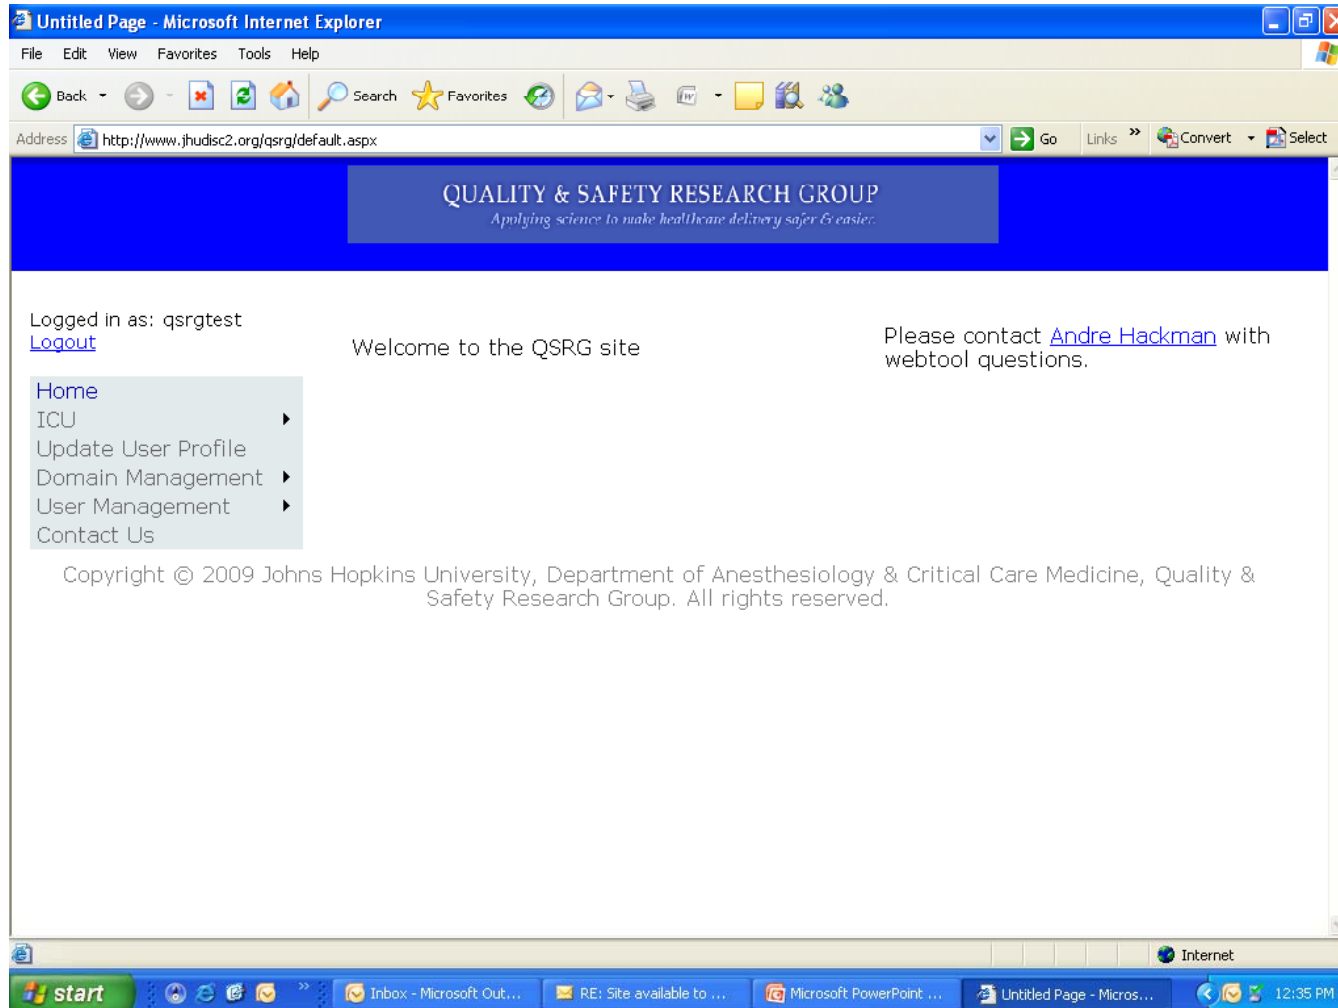 Untitled Page - Microsoft Internet Explorer
File Edit View Favorites Tools Help
Back Search Favorites
Address http://www.jhudisc2.org/qsrg/default.aspx Go Links » Convert Select
QUALITY & SAFETY RESEARCH GROUP
Applying science to make healthcare delivery safer & easier.
Logged in as: qsrgtest
Logout
Welcome to the QSRG site
Please contact Andre Hackman with
webtool questions.
Home
ICU
Update User Profile
Domain Management
User Management
Contact Us
Copyright © 2009 Johns Hopkins University, Department of Anesthesiology & Critical Care Medicine, Quality &
Safety Research Group. All rights reserved.
Internet
start » Inbox - Microsoft Out... RE: Site available to ... Microsoft PowerPoint ... Untitled Page - Micros... 12:35 PM